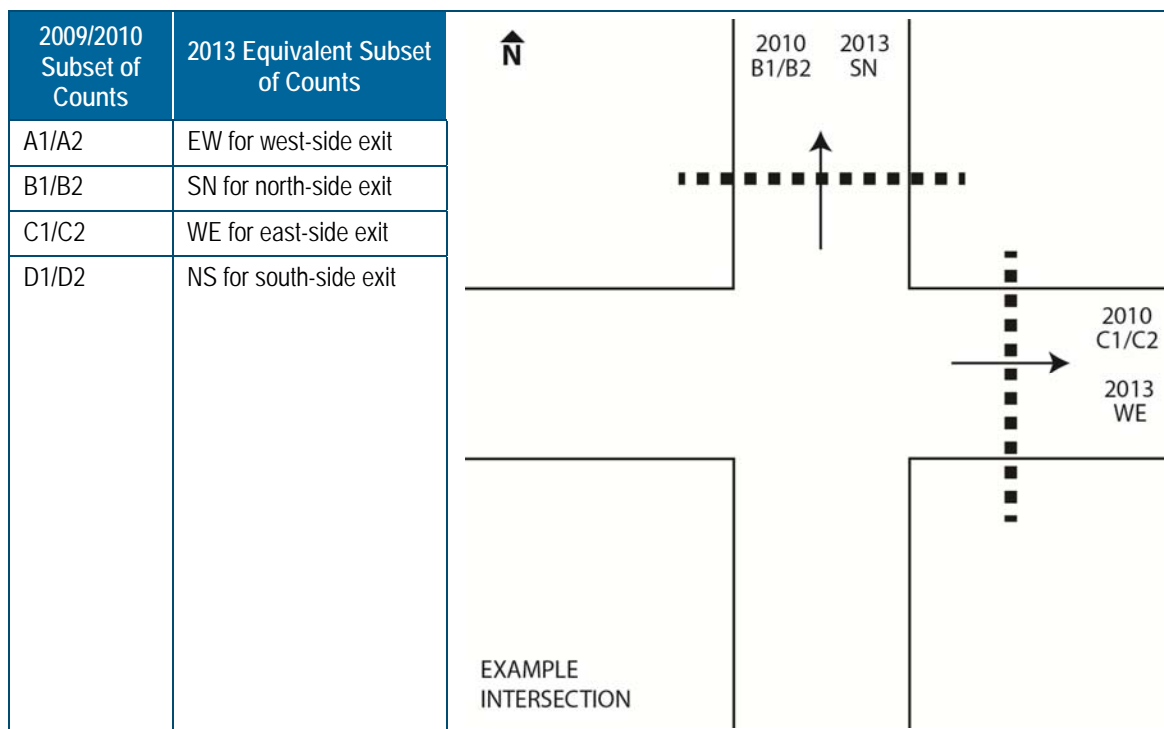 2009/2010
Subset of
Counts
2013 Equivalent Subset
of Counts
A1/A2
EW for west-side exit
B1/B2
SN for north-side exit
C1/C2
WE for east-side exit
D1/D2
NS for south-side exit
N
2010
B1/B2
2013
SN
2010
C1/C2
2013
WE
EXAMPLE
INTERSECTION